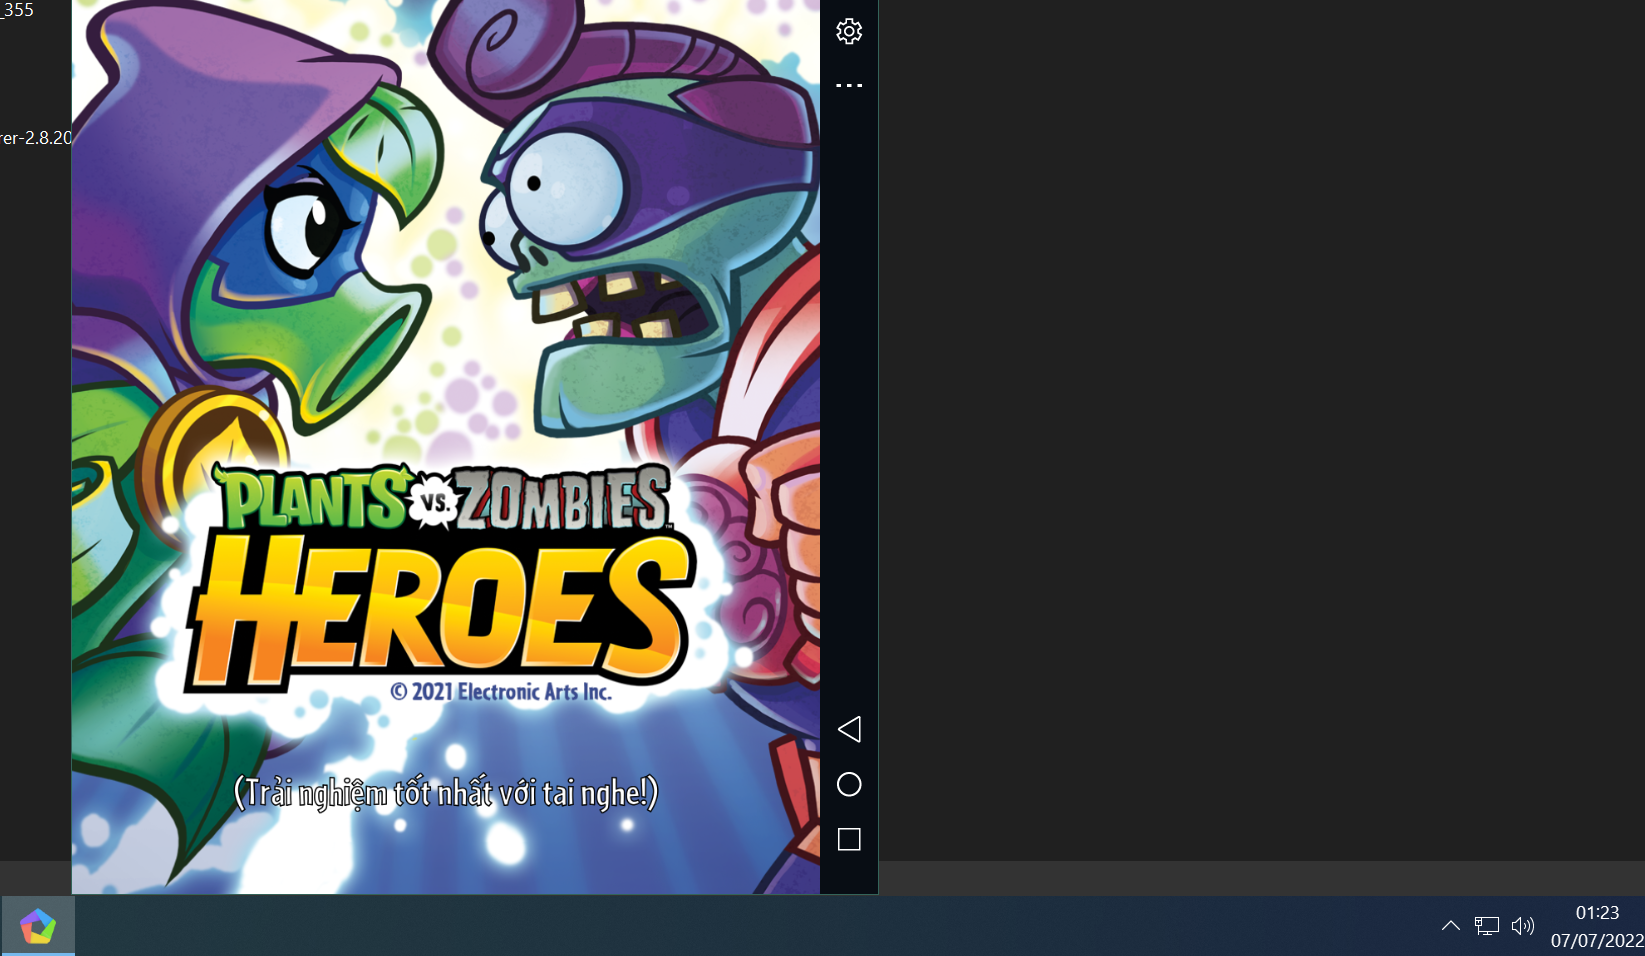 _355
rer-2.8.20
PLANTS VS. ZOMBIES™
HEROES
© 2021 Electronic Arts Inc.
(Trải nghiệm tốt nhất với tai nghe!)
01:23
07/07/2022